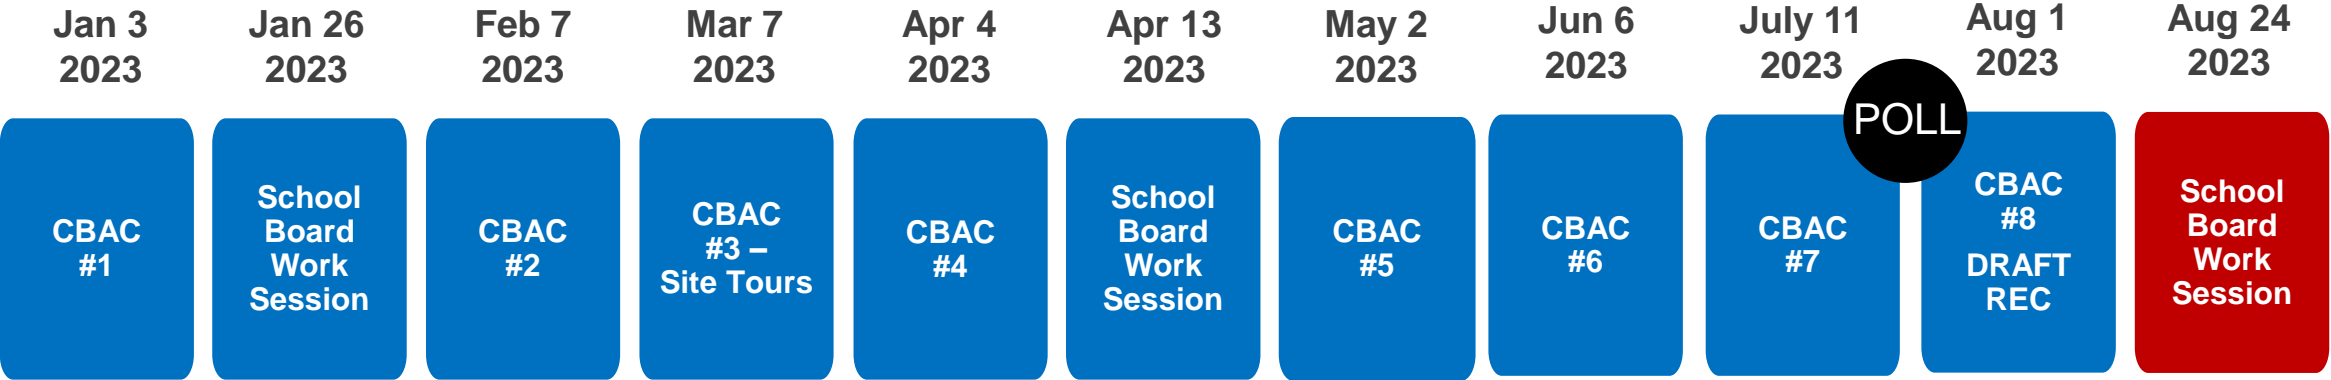 Jan 3
2023
Jan 26
2023
Feb 7
2023
Mar 7
2023
Apr 4
2023
Apr 13
2023
May 2
2023
Jun 6
2023
July 11
2023
Aug 1
2023
Aug 24
2023
CBAC
#1
School
Board
Work
Session
CBAC
#2
CBAC
#3 –
Site Tours
CBAC
#4
School
Board
Work
Session
CBAC
#5
CBAC
#6
CBAC
#7
POLL
CBAC
#8
DRAFT
REC
School
Board
Work
Session